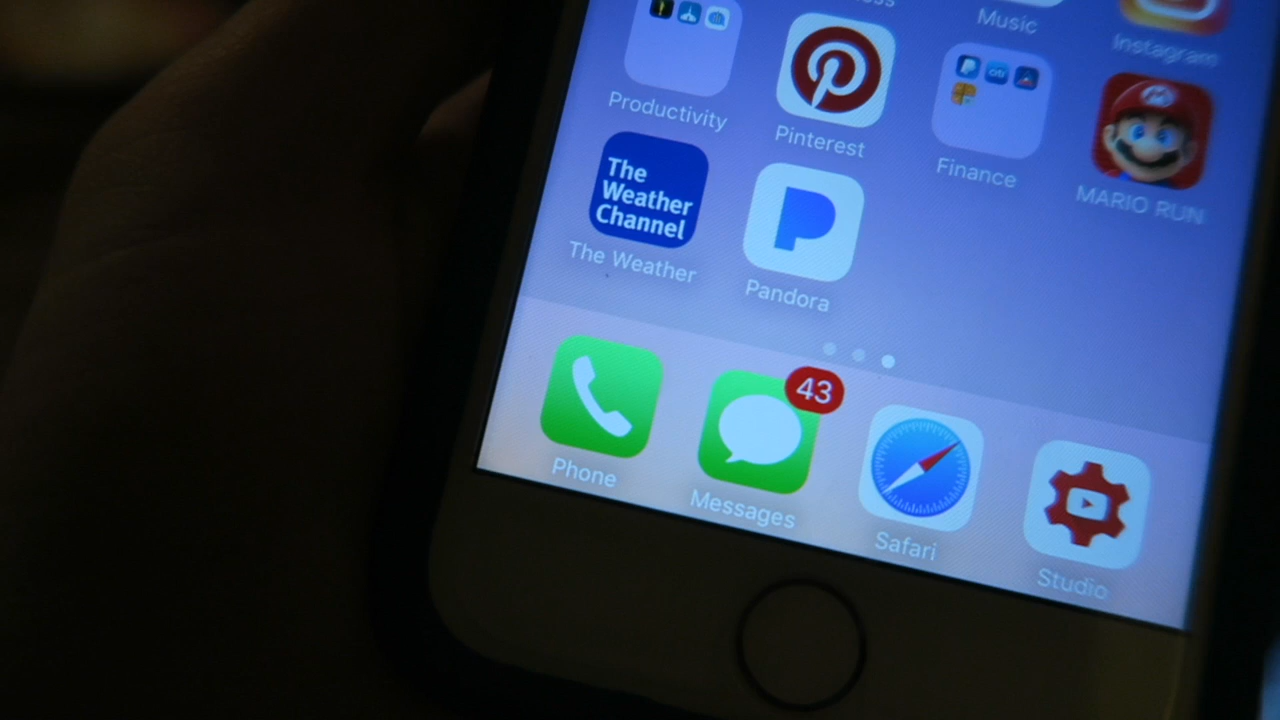 Music
Instagram
Productivity
Pinterest
Finance
MARIO RUN
The
Weather
Channel
The Weather
Pandora
43
Phone
Messages
Safari
Studio